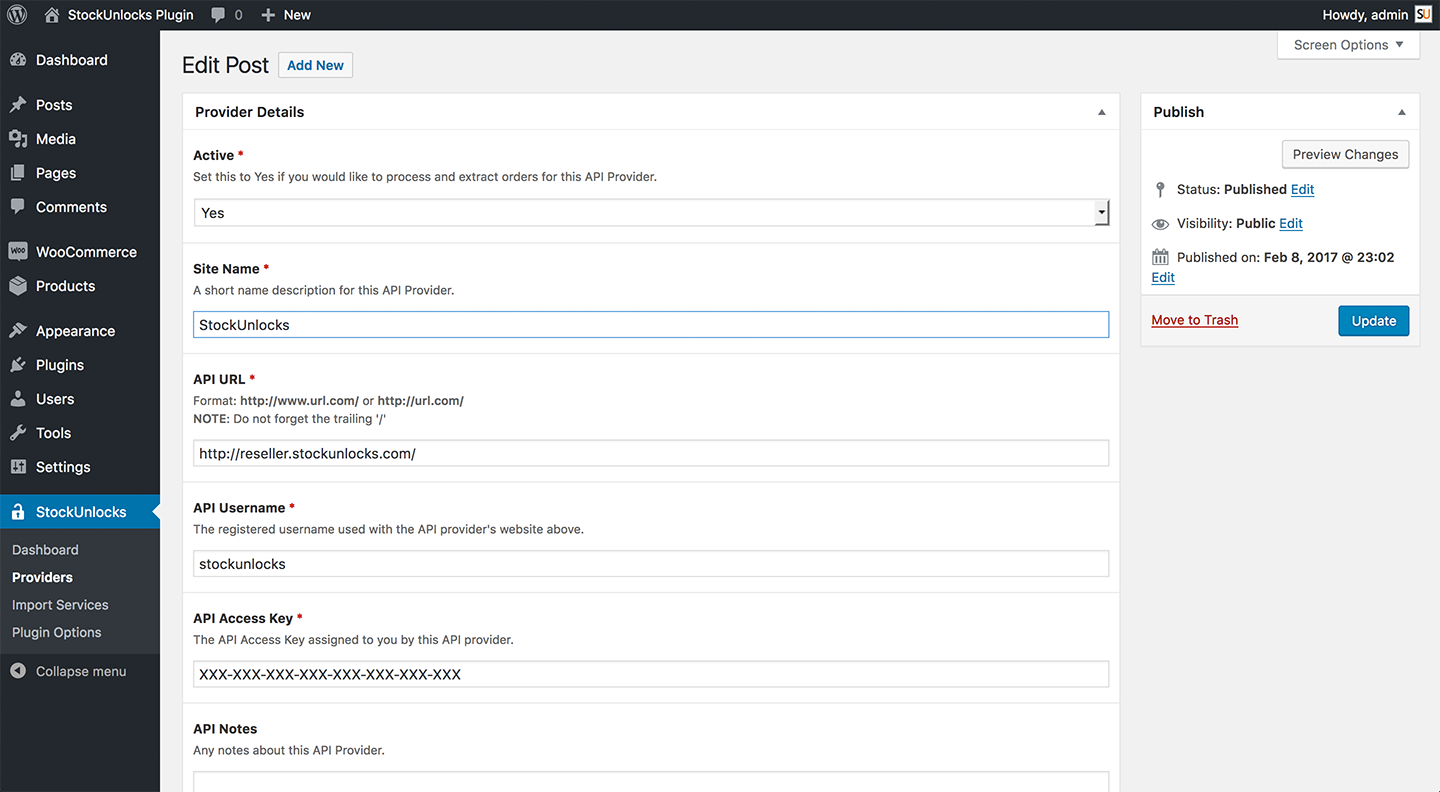 StockUnlocks Plugin 0 New Howdy, admin SU
Dashboard
Posts
Media
Pages
Comments
WOO WooCommerce
Products
Appearance
Plugins
Users
Tools
Settings
StockUnlocks
Dashboard
Providers
Import Services
Plugin Options
Collapse menu
Screen Options
Edit Post Add New
Provider Details
Active *
Set this to Yes if you would like to process and extract orders for this API Provider.
Yes
Site Name *
A short name description for this API Provider.
StockUnlocks
API URL *
Format: http://www.url.com/ or http://url.com/
NOTE: Do not forget the trailing '/'
http://reseller.stockunlocks.com/
API Username *
The registered username used with the API provider's website above.
stockunlocks
API Access Key *
The API Access Key assigned to you by this API provider.
XXX-XXX-XXX-XXX-XXX-XXX-XXX-XXX
API Notes
Any notes about this API Provider.
Publish
Preview Changes
Status: Published Edit
Visibility: Public Edit
Published on: Feb 8, 2017 @ 23:02
Edit
Move to Trash Update